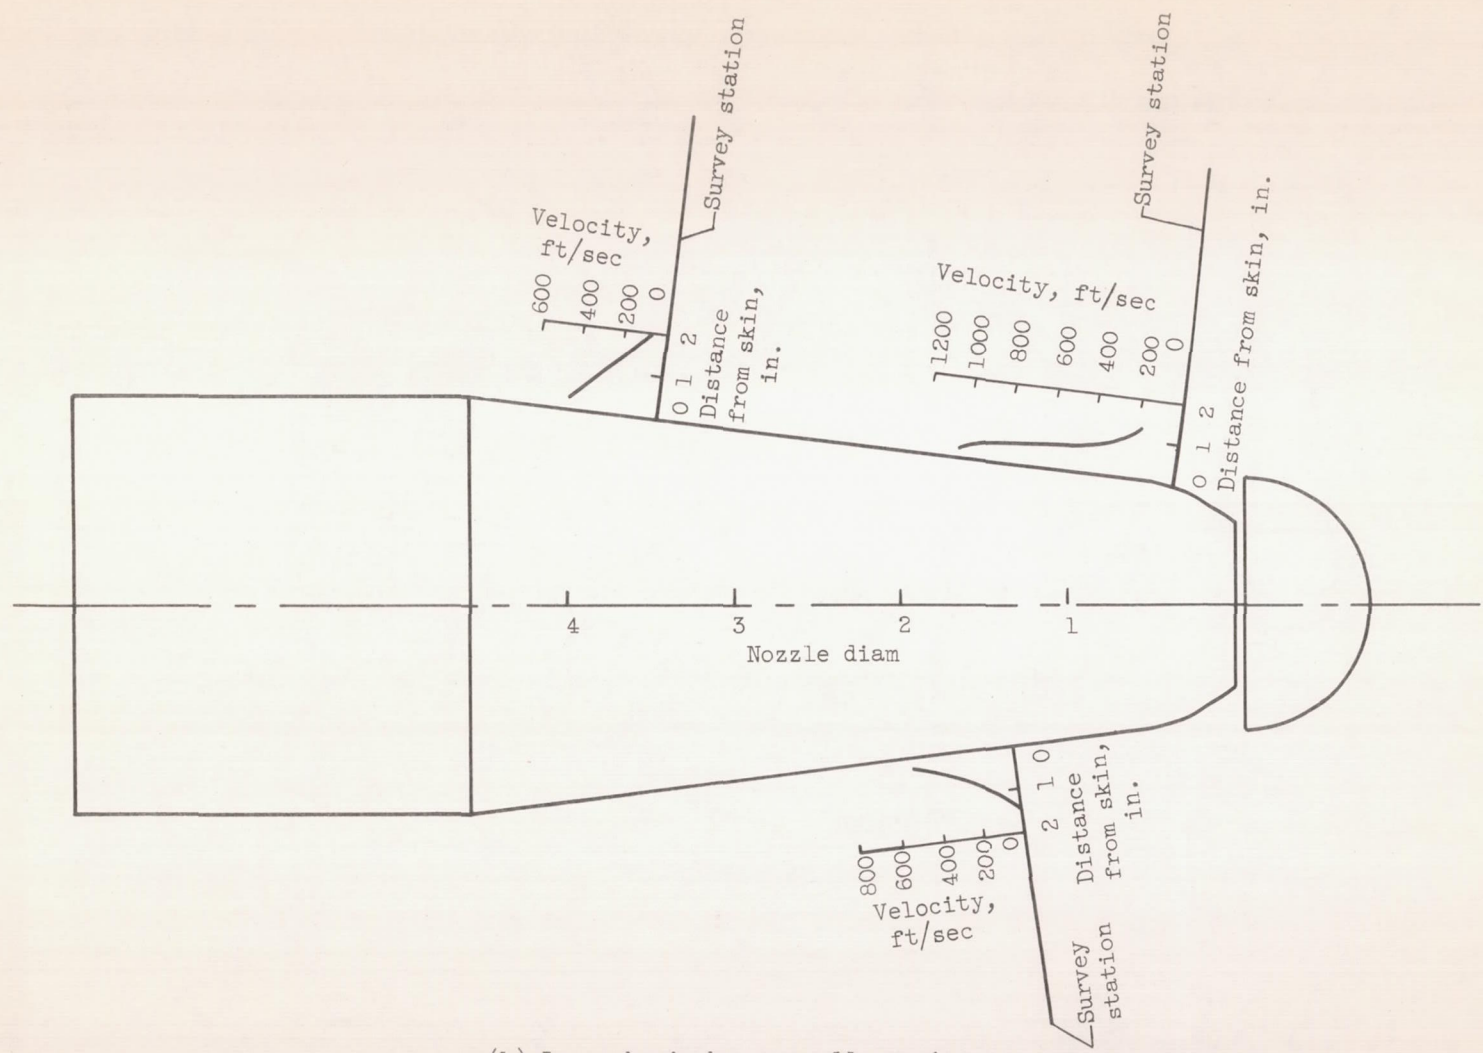 Survey station
Velocity,
ft/sec
600
400
200
0
0 1 2
Distance
from skin,
in.
Survey station
Velocity, ft/sec
1200
1000
800
600
400
200
0
0 1 2
Distance from skin, in.
4
3
2
1
Nozzle diam
800
600
400
200
0
Velocity,
ft/sec
2 1 0
Distance
from skin,
in.
Survey
station